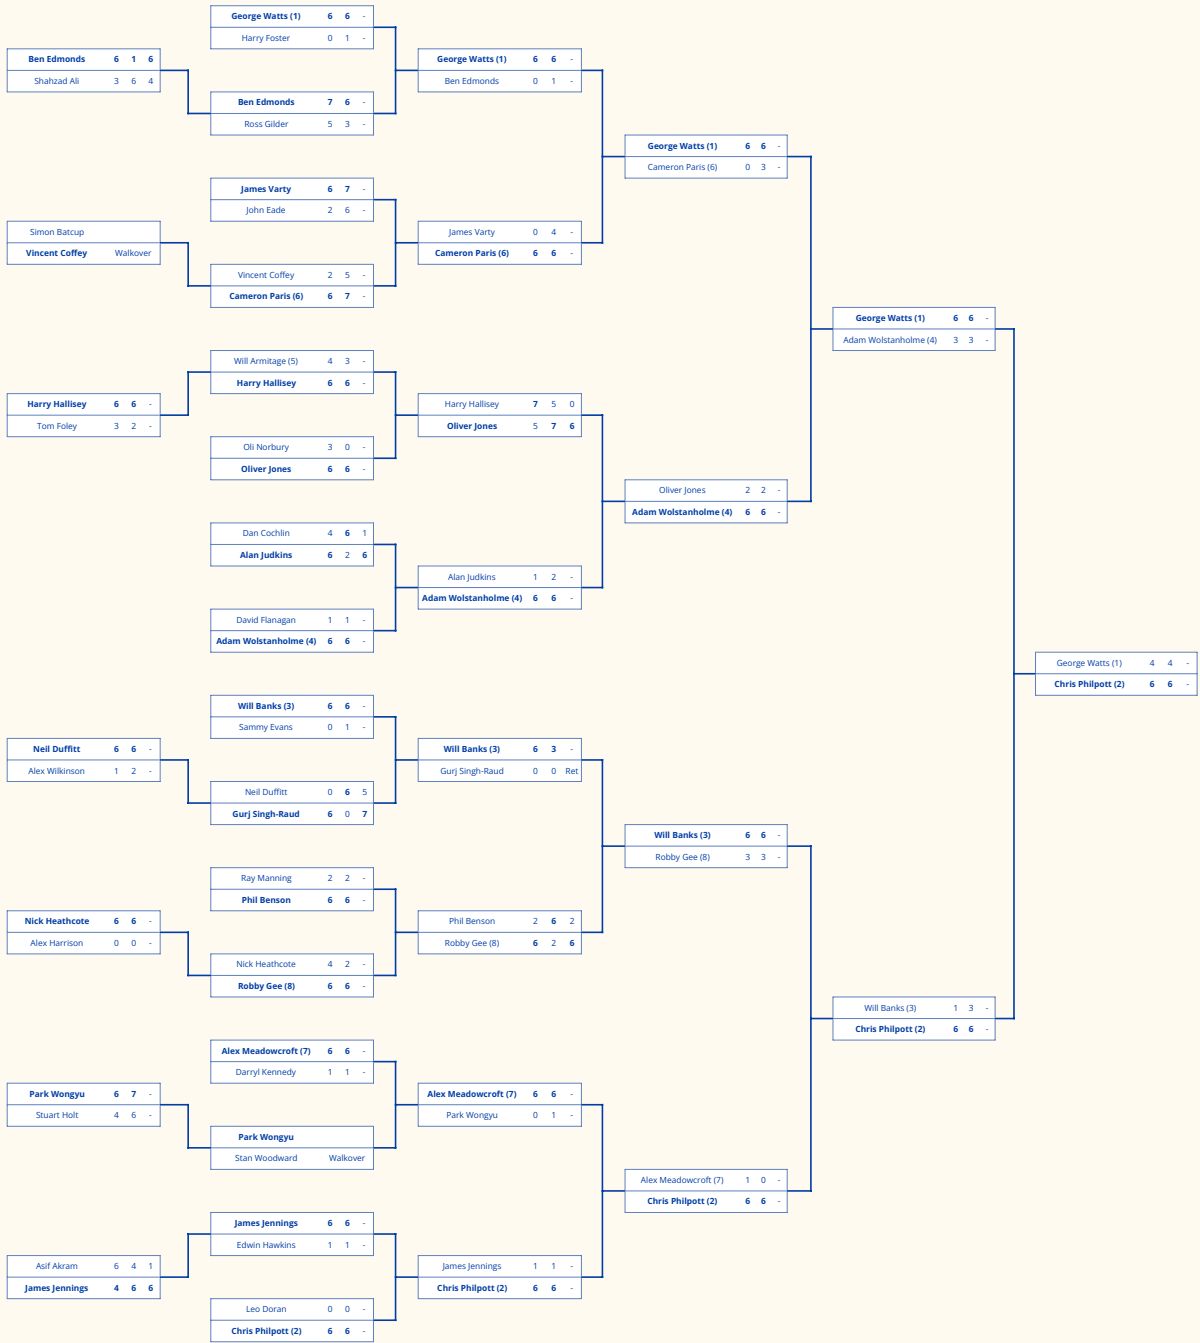 Ben Edmonds 6 1 6
Shahzad Ali 3 6 4
Simon Batcup
Vincent Coffey Walkover
Harry Hallisey 6 6 -
Tom Foley 3 2 -
Neil Duffitt 6 6 -
Alex Wilkinson 1 2 -
Nick Heathcote 6 6 -
Alex Harrison 0 0 -
Park Wongyu 6 7 -
Stuart Holt 4 6 -
Asif Akram 6 4 1
James Jennings 4 6 6
George Watts (1) 6 6 -
Harry Foster 0 1 -
Ben Edmonds 7 6 -
Ross Gilder 5 3 -
James Varty 6 7 -
John Eade 2 6 -
Vincent Coffey 2 5 -
Cameron Paris (6) 6 7 -
Will Armitage (5) 4 3 -
Harry Hallisey 6 6 -
Oli Norbury 3 0 -
Oliver Jones 6 6 -
Dan Cochlin 4 6 1
Alan Judkins 6 2 6
David Flanagan 1 1 -
Adam Wolstanholme (4) 6 6 -
Will Banks (3) 6 6 -
Sammy Evans 0 1 -
Neil Duffitt 0 6 5
Gurj Singh-Raud 6 0 7
Ray Manning 2 2 -
Phil Benson 6 6 -
Nick Heathcote 4 2 -
Robby Gee (8) 6 6 -
Alex Meadowcroft (7) 6 6 -
Darryl Kennedy 1 1 -
Park Wongyu
Stan Woodward Walkover
James Jennings 6 6 -
Edwin Hawkins 1 1 -
Leo Doran 0 0 -
Chris Philpott (2) 6 6 -
George Watts (1) 6 6 -
Ben Edmonds 0 1 -
James Varty 0 4 -
Cameron Paris (6) 6 6 -
Harry Hallisey 7 5 0
Oliver Jones 5 7 6
Alan Judkins 1 2 -
Adam Wolstanholme (4) 6 6 -
Will Banks (3) 6 3 -
Gurj Singh-Raud 0 0 Ret
Phil Benson 2 6 2
Robby Gee (8) 6 2 6
Alex Meadowcroft (7) 6 6 -
Park Wongyu 0 1 -
James Jennings 1 1 -
Chris Philpott (2) 6 6 -
George Watts (1) 6 6 -
Cameron Paris (6) 0 3 -
Oliver Jones 2 2 -
Adam Wolstanholme (4) 6 6 -
Will Banks (3) 6 6 -
Robby Gee (8) 3 3 -
Alex Meadowcroft (7) 1 0 -
Chris Philpott (2) 6 6 -
George Watts (1) 6 6 -
Adam Wolstanholme (4) 3 3 -
Will Banks (3) 1 3 -
Chris Philpott (2) 6 6 -
George Watts (1) 4 4 -
Chris Philpott (2) 6 6 -